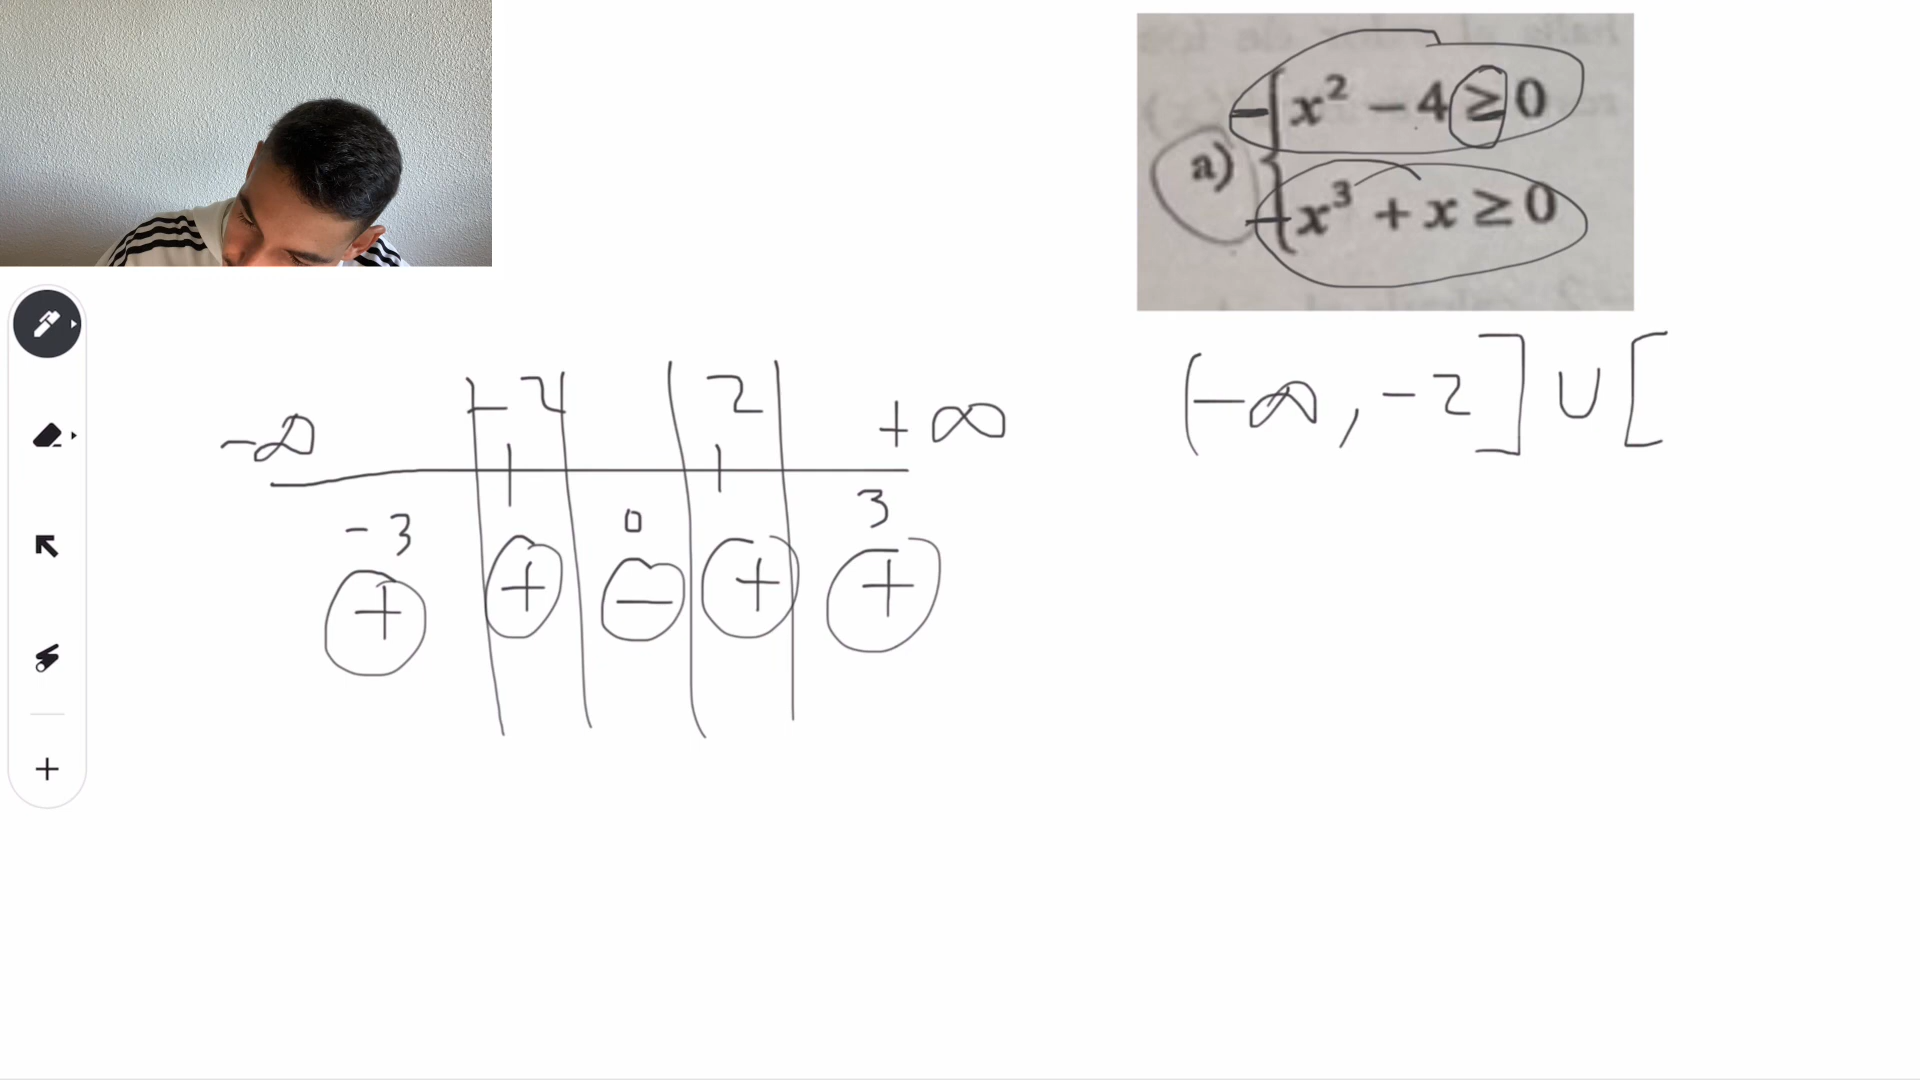 x² − 4 ≥ 0
a)
x³ + x ≥ 0
(-∞, -2] ∪ [
-∞ -2 2 +∞
-3 0 3
+ + − + +